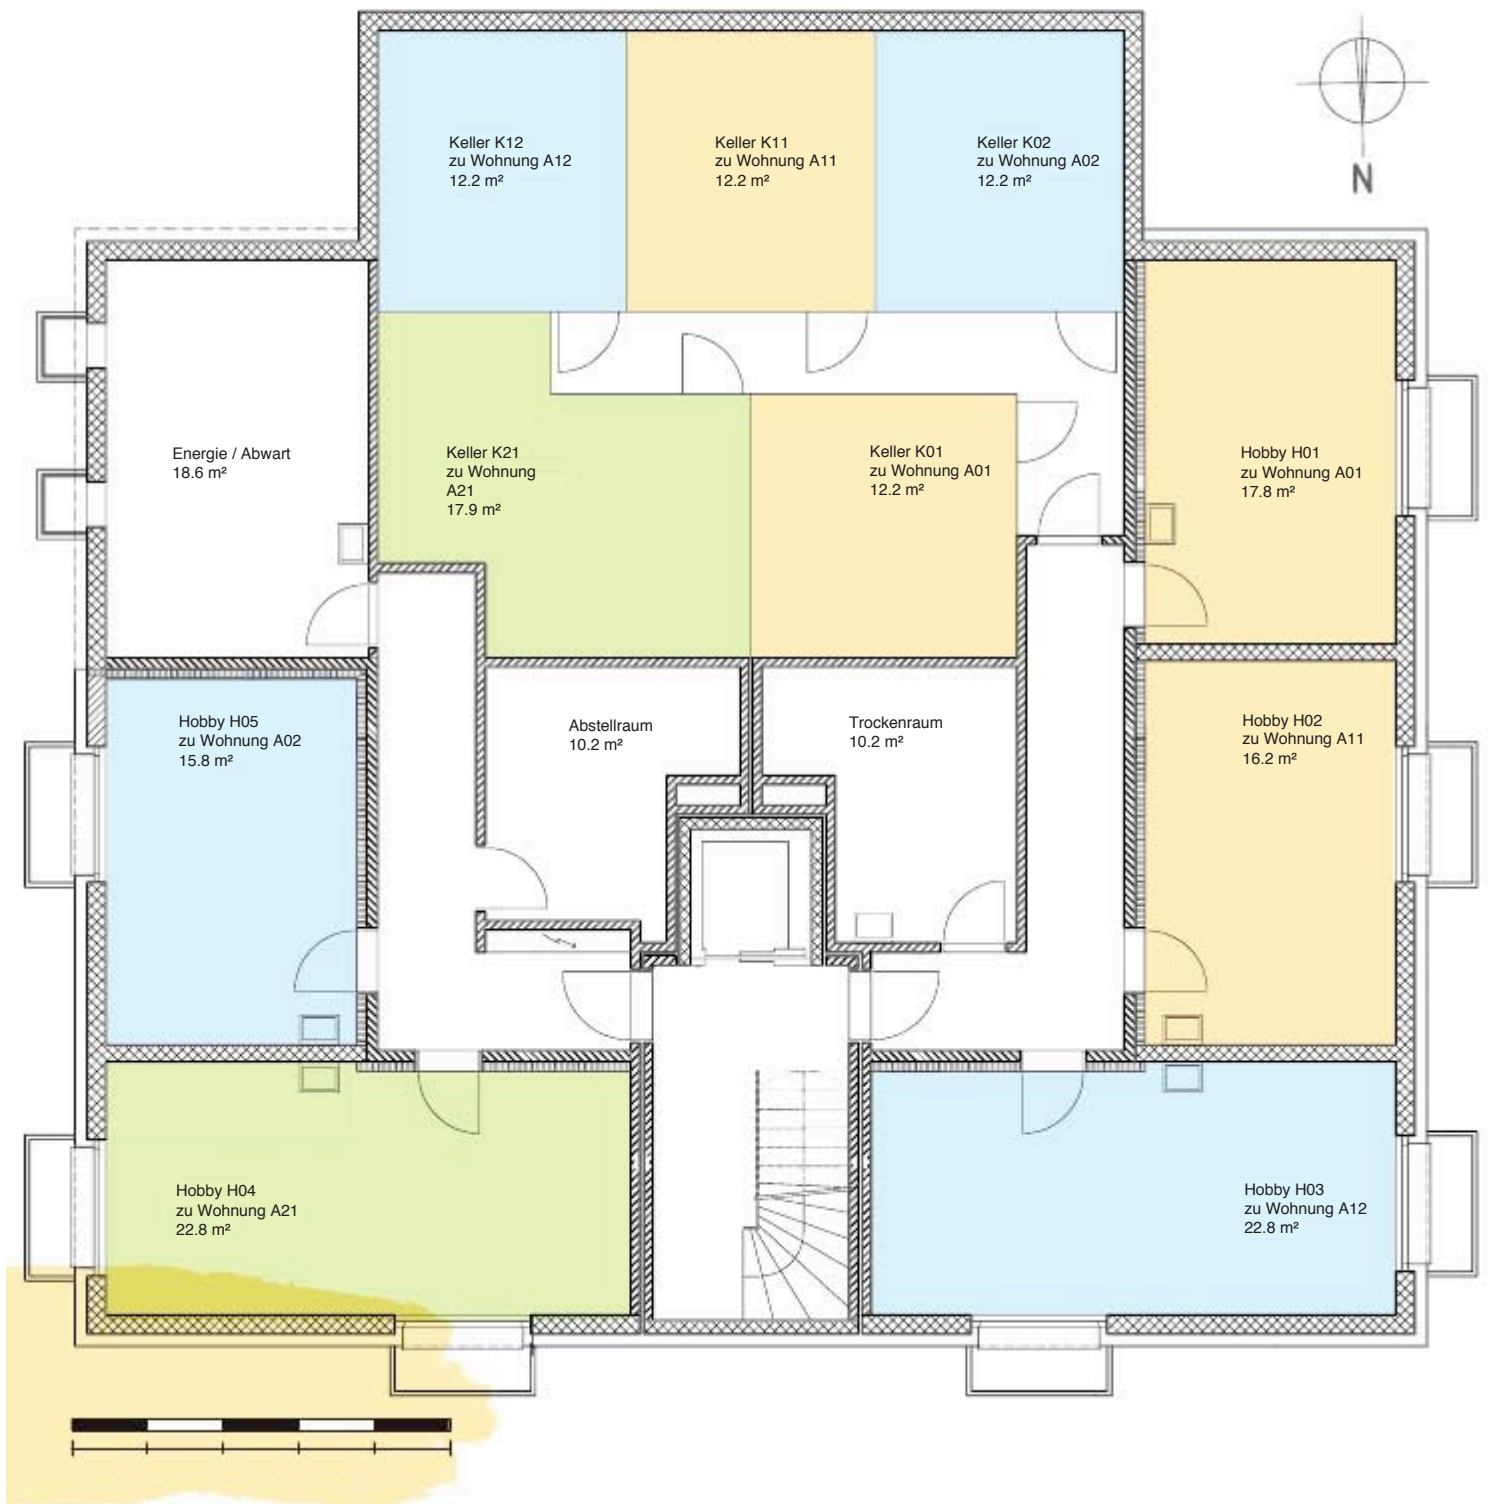 Keller K12
zu Wohnung A12
12.2 m²
Keller K11
zu Wohnung A11
12.2 m²
Keller K02
zu Wohnung A02
12.2 m²
N
Energie / Abwart
18.6 m²
Keller K21
zu Wohnung
A21
17.9 m²
Keller K01
zu Wohnung A01
12.2 m²
Hobby H01
zu Wohnung A01
17.8 m²
Hobby H05
zu Wohnung A02
15.8 m²
Abstellraum
10.2 m²
Trockenraum
10.2 m²
Hobby H02
zu Wohnung A11
16.2 m²
Hobby H04
zu Wohnung A21
22.8 m²
Hobby H03
zu Wohnung A12
22.8 m²